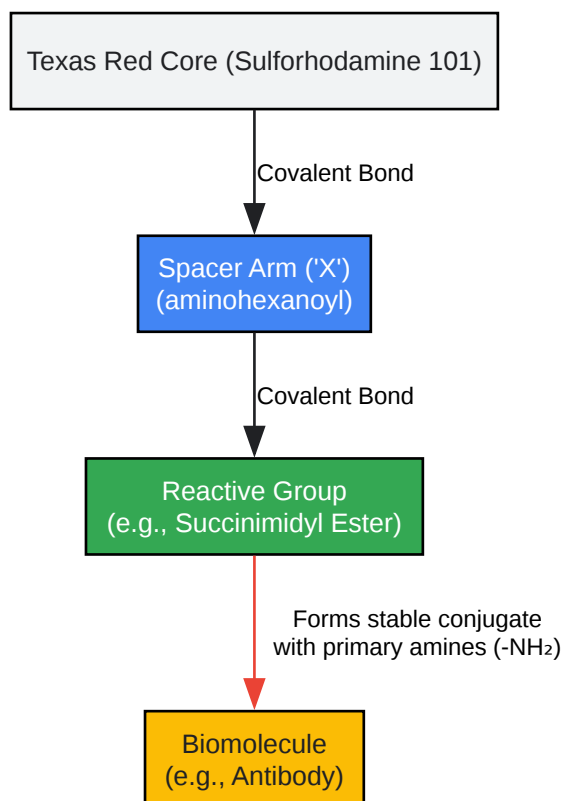 Texas Red Core (Sulforhodamine 101)
Covalent Bond
Spacer Arm ('X')
(aminohexanoyl)
Covalent Bond
Reactive Group
(e.g., Succinimidyl Ester)
Forms stable conjugate
with primary amines (-NH₂)
Biomolecule
(e.g., Antibody)